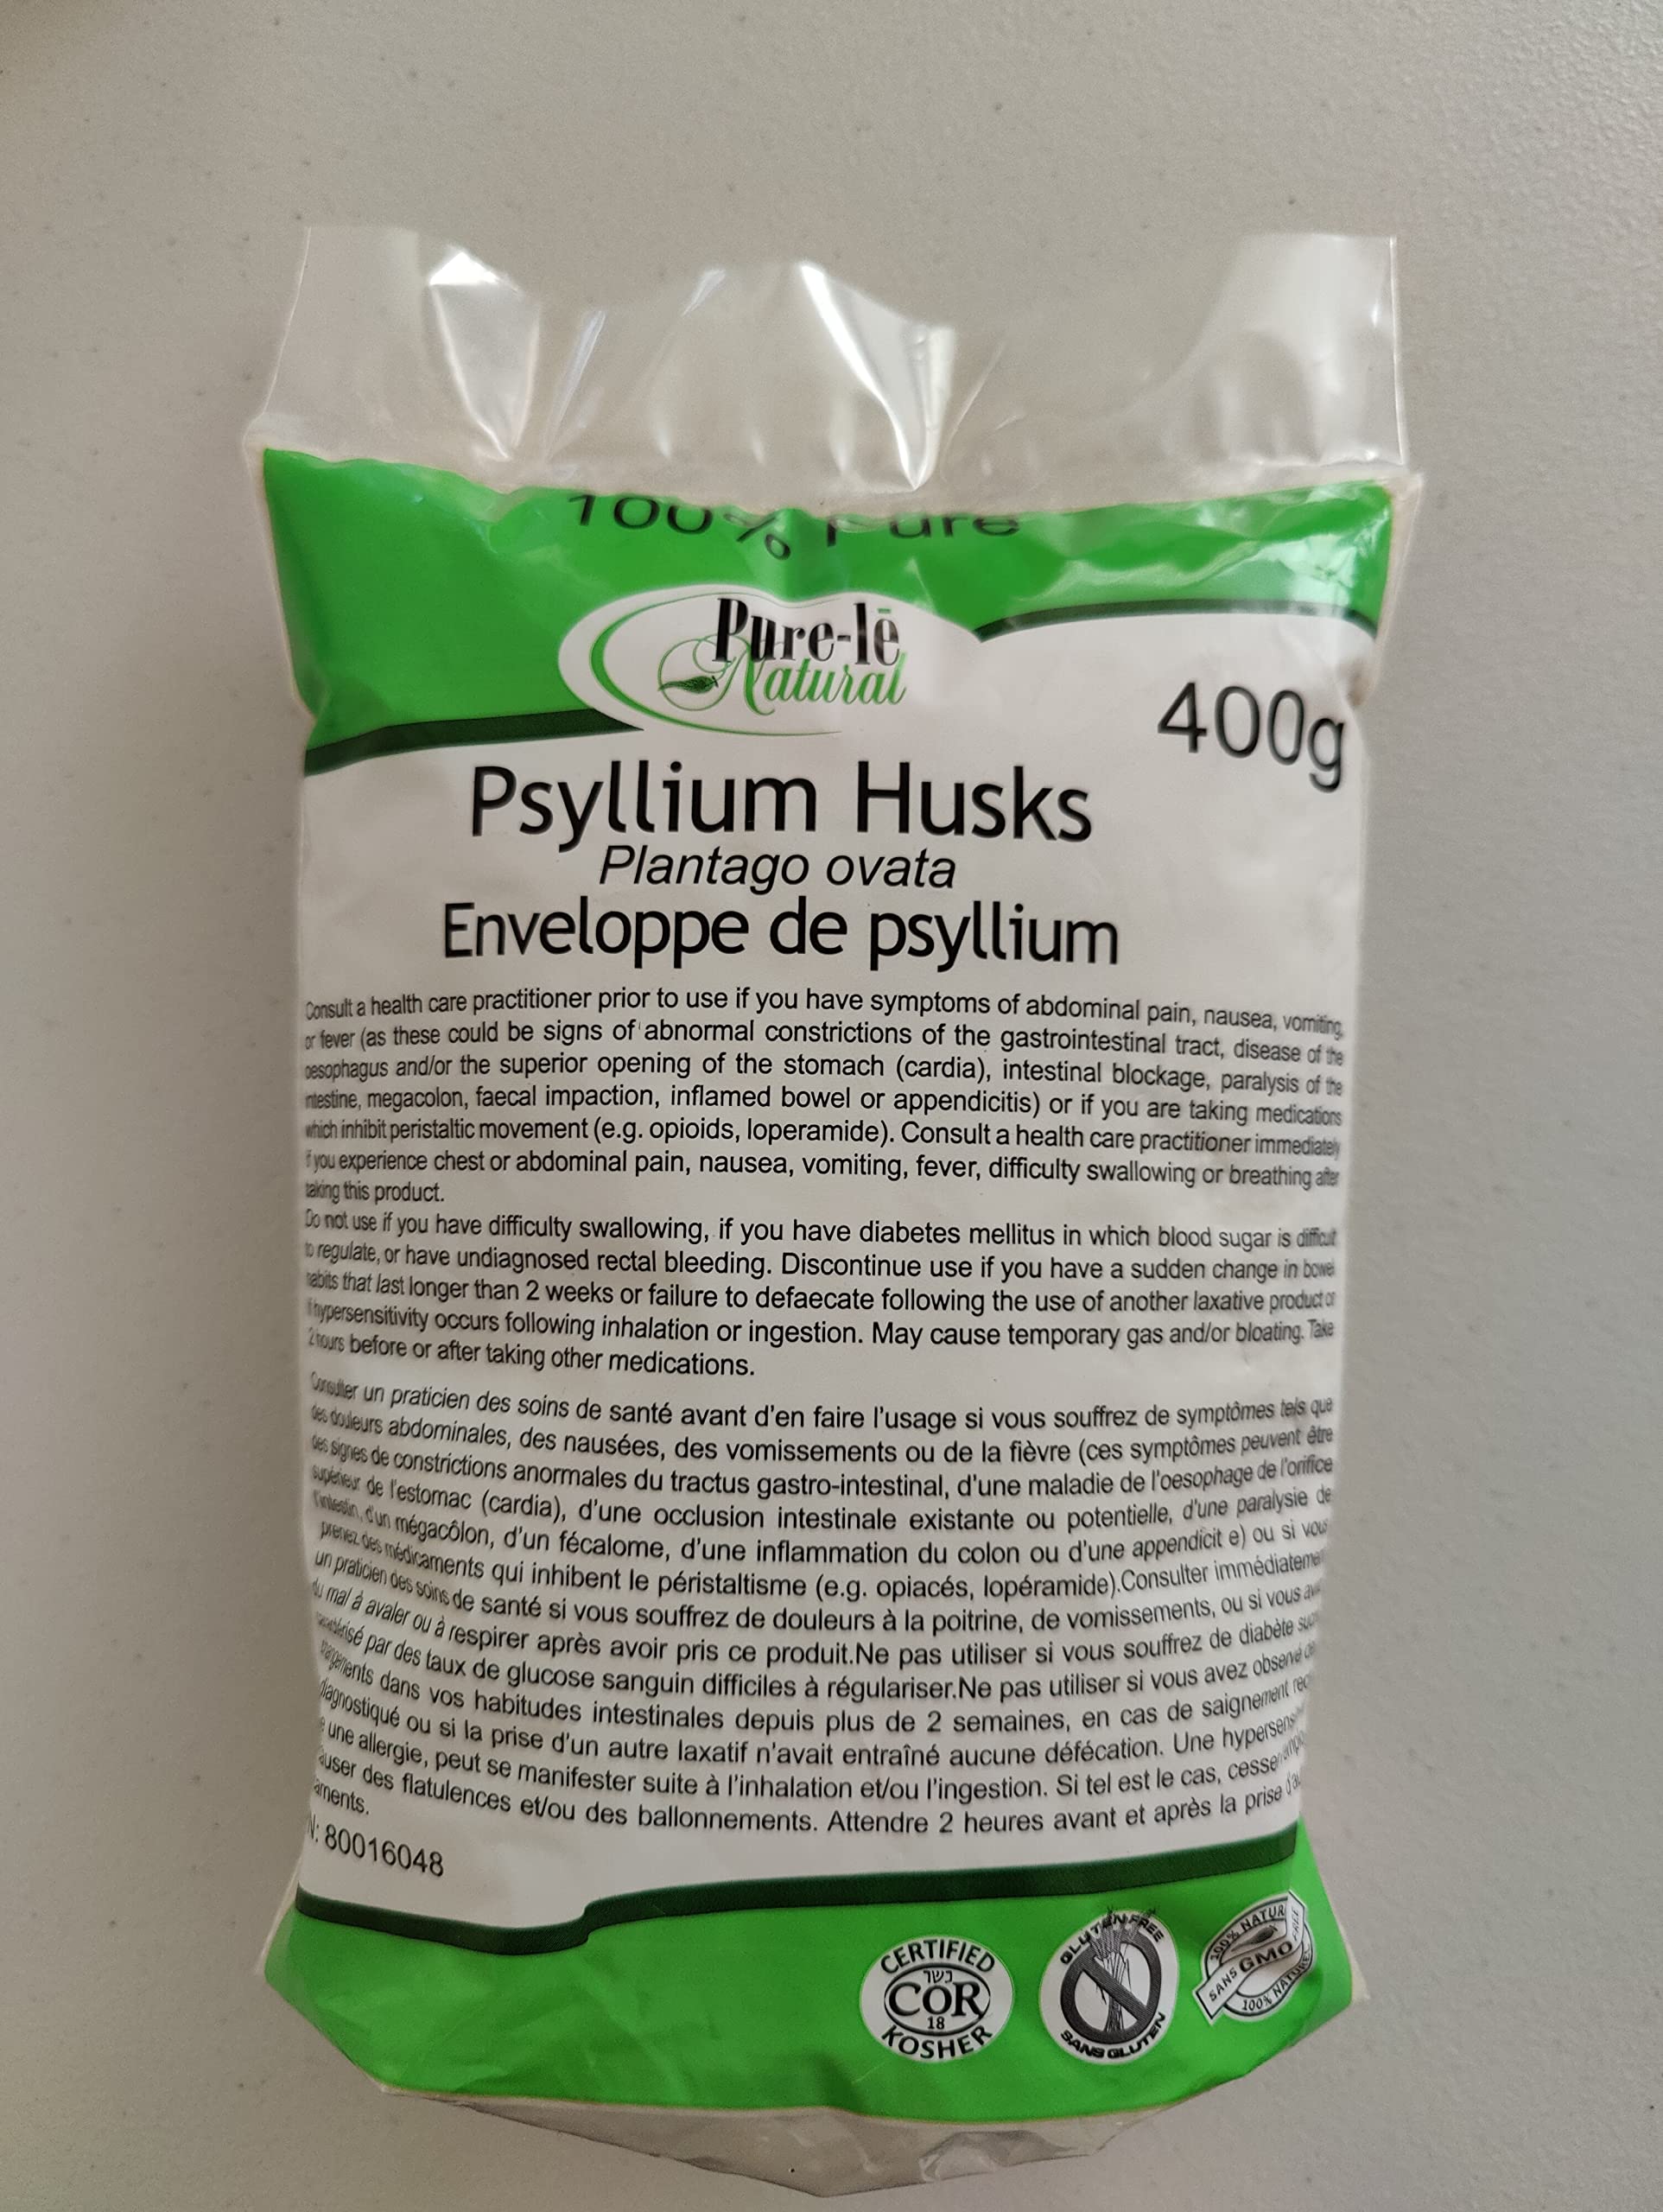 100% Pure
Pure-lē
Natural
400g
Psyllium Husks
Plantago ovata
Enveloppe de psyllium
Consult a health care practitioner prior to use if you have symptoms of abdominal pain, nausea, vomiting,
or fever (as these could be signs of abnormal constrictions of the gastrointestinal tract, disease of the
oesophagus and/or the superior opening of the stomach (cardia), intestinal blockage, paralysis of the
ntestine, megacolon, faecal impaction, inflamed bowel or appendicitis) or if you are taking medications
which inhibit peristaltic movement (e.g. opioids, loperamide). Consult a health care practitioner immediately
if you experience chest or abdominal pain, nausea, vomiting, fever, difficulty swallowing or breathing after
taking this product.
Do not use if you have difficulty swallowing, if you have diabetes mellitus in which blood sugar is difficult
to regulate, or have undiagnosed rectal bleeding. Discontinue use if you have a sudden change in bowel
habits that last longer than 2 weeks or failure to defaecate following the use of another laxative product or
if hypersensitivity occurs following inhalation or ingestion. May cause temporary gas and/or bloating. Take
2 hours before or after taking other medications.
Consulter un praticien des soins de santé avant d'en faire l'usage si vous souffrez de symptômes tels que
des douleurs abdominales, des nausées, des vomissements ou de la fièvre (ces symptômes peuvent être
des signes de constrictions anormales du tractus gastro-intestinal, d'une maladie de l'oesophage de l'orifice
supérieur de l'estomac (cardia), d'une occlusion intestinale existante ou potentielle, d'une paralysie de
l'intestin, d'un mégacôlon, d'un fécalome, d'une inflammation du colon ou d'une appendicit e) ou si vous
prenez des médicaments qui inhibent le péristaltisme (e.g. opiacés, lopéramide).Consulter immédiatemen
un praticien des soins de santé si vous souffrez de douleurs à la poitrine, de vomissements, ou si vous ave
du mal à avaler ou à respirer après avoir pris ce produit.Ne pas utiliser si vous souffrez de diabète suc
par des taux de glucose sanguin difficiles à régulariser.Ne pas utiliser si vous avez observé de
dans vos habitudes intestinales depuis plus de 2 semaines, en cas de saignement rec
diagnostiqué ou si la prise d'un autre laxatif n'avait entraîné aucune défécation. Une hypersens
une allergie, peut se manifester suite à l'inhalation et/ou l'ingestion. Si tel est le cas, cesser
auser des flatulences et/ou des ballonnements. Attendre 2 heures avant et après la prise d'au
aments.
N: 80016048
CERTIFIED
כשר
COR
18
KOSHER
GLUTEN FREE
SANS GLUTEN
100% NATUR
SANS GMO FREE
100% NATURE